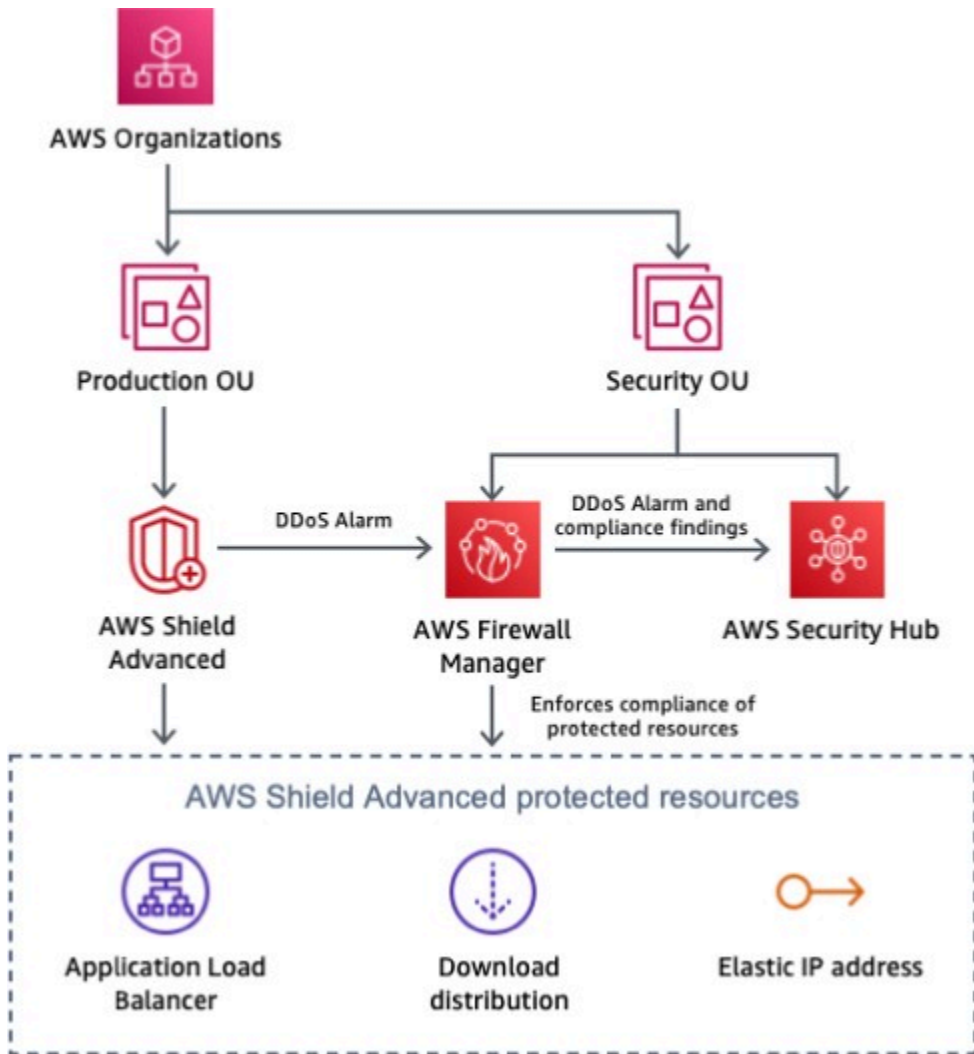 AWS Organizations
Production OU
Security OU
DDoS Alarm
DDoS Alarm and
compliance findings
AWS Shield
Advanced
AWS Firewall
Manager
AWS Security Hub
Enforces compliance of
protected resources
AWS Shield Advanced protected resources
Application Load
Balancer
Download
distribution
Elastic IP address